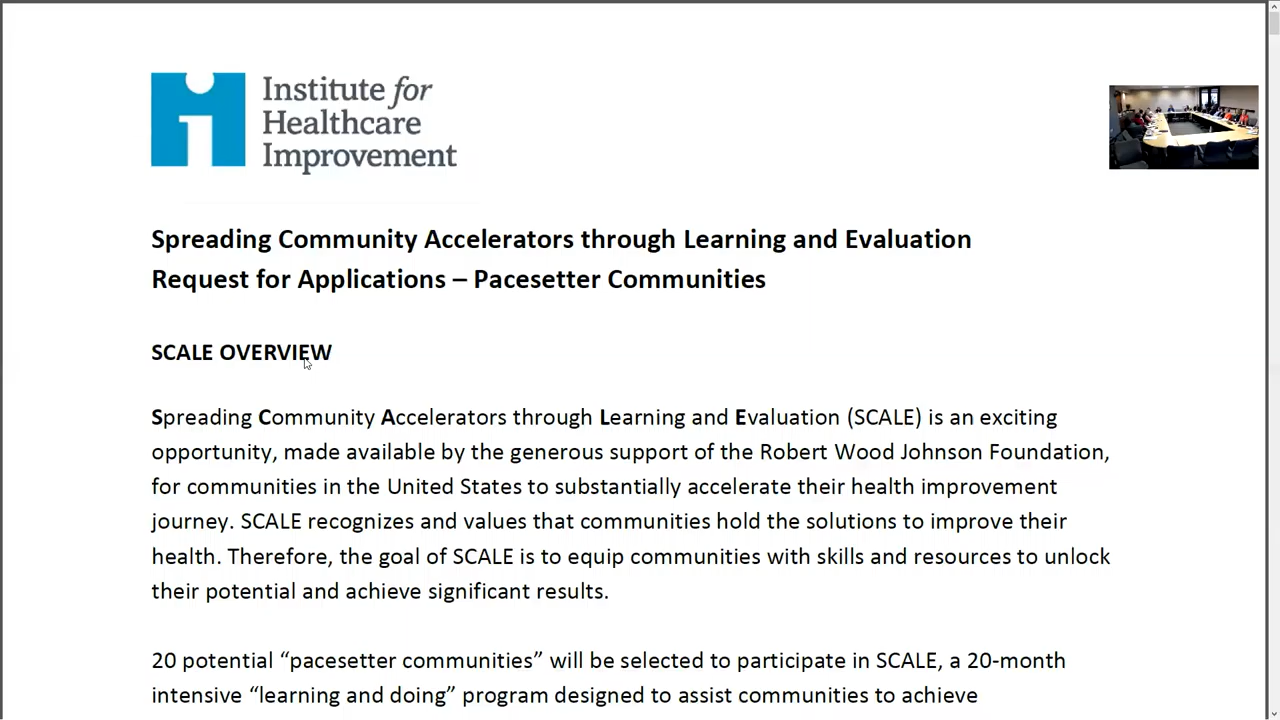 Institute for
Healthcare
Improvement
Spreading Community Accelerators through Learning and Evaluation
Request for Applications – Pacesetter Communities
SCALE OVERVIEW
Spreading Community Accelerators through Learning and Evaluation (SCALE) is an exciting
opportunity, made available by the generous support of the Robert Wood Johnson Foundation,
for communities in the United States to substantially accelerate their health improvement
journey. SCALE recognizes and values that communities hold the solutions to improve their
health. Therefore, the goal of SCALE is to equip communities with skills and resources to unlock
their potential and achieve significant results.
20 potential “pacesetter communities” will be selected to participate in SCALE, a 20-month
intensive “learning and doing” program designed to assist communities to achieve